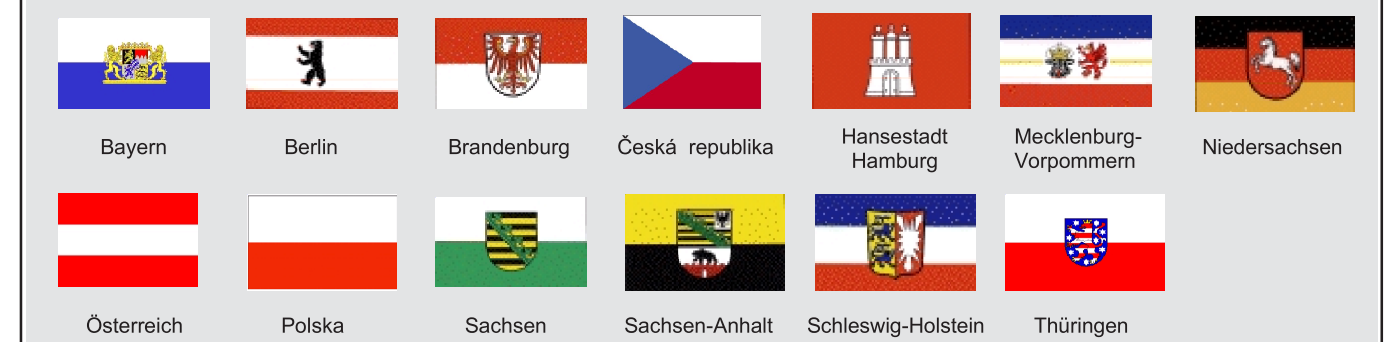 Bayern
Berlin
Brandenburg
Česká republika
Hansestadt
Hamburg
Mecklenburg-
Vorpommern
Niedersachsen
Österreich
Polska
Sachsen
Sachsen-Anhalt
Schleswig-Holstein
Thüringen